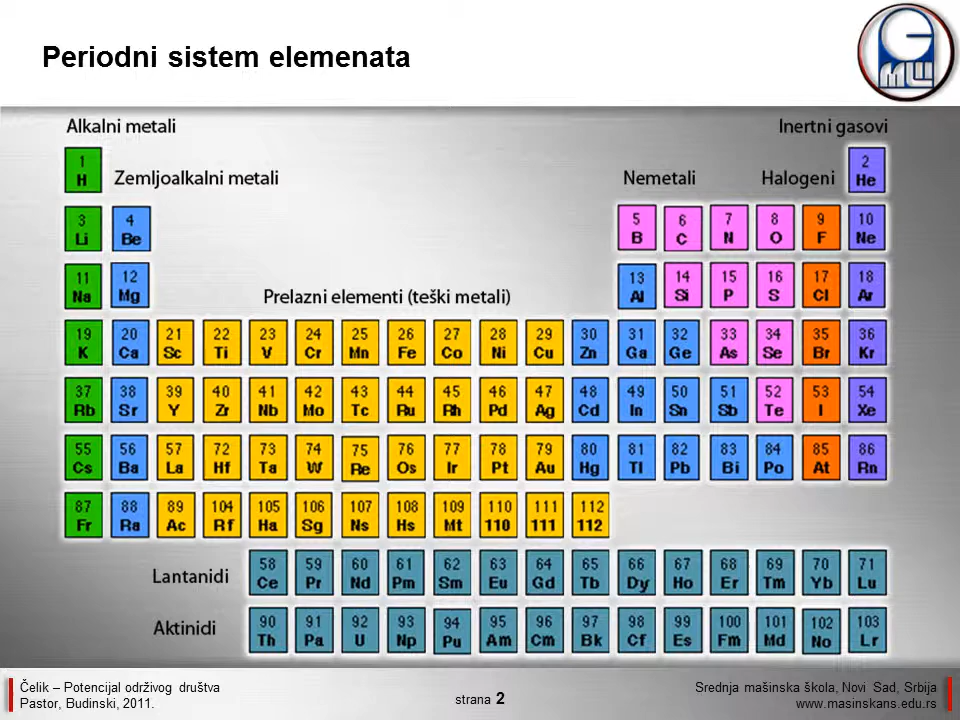 Periodni sistem elemenata
МШ
Alkalni metali
Inertni gasovi
1 2
H He
Zemljoalkalni metali
Nemetali
Halogeni
3 4 5 6 7 8 9 10
Li Be B C N O F Ne
11 12 13 14 15 16 17 18
Na Mg Al Si P S Cl Ar
Prelazni elementi (teški metali)
19 20 21 22 23 24 25 26 27 28 29 30 31 32 33 34 35 36
K Ca Sc Ti V Cr Mn Fe Co Ni Cu Zn Ga Ge As Se Br Kr
37 38 39 40 41 42 43 44 45 46 47 48 49 50 51 52 53 54
Rb Sr Y Zr Nb Mo Tc Ru Rh Pd Ag Cd In Sn Sb Te I Xe
55 56 57 72 73 74 75 76 77 78 79 80 81 82 83 84 85 86
Cs Ba La Hf Ta W Re Os Ir Pt Au Hg Tl Pb Bi Po At Rn
87 88 89 104 105 106 107 108 109 110 111 112
Fr Ra Ac Rf Ha Sg Ns Hs Mt 110 111 112
Lantanidi
58 59 60 61 62 63 64 65 66 67 68 69 70 71
Ce Pr Nd Pm Sm Eu Gd Tb Dy Ho Er Tm Yb Lu
Aktinidi
90 91 92 93 94 95 96 97 98 99 100 101 102 103
Th Pa U Np Pu Am Cm Bk Cf Es Fm Md No Lr
Čelik – Potencijal održivog društva
Pastor, Budinski, 2011.
strana 2
Srednja mašinska škola, Novi Sad, Srbija
www.masinskans.edu.rs